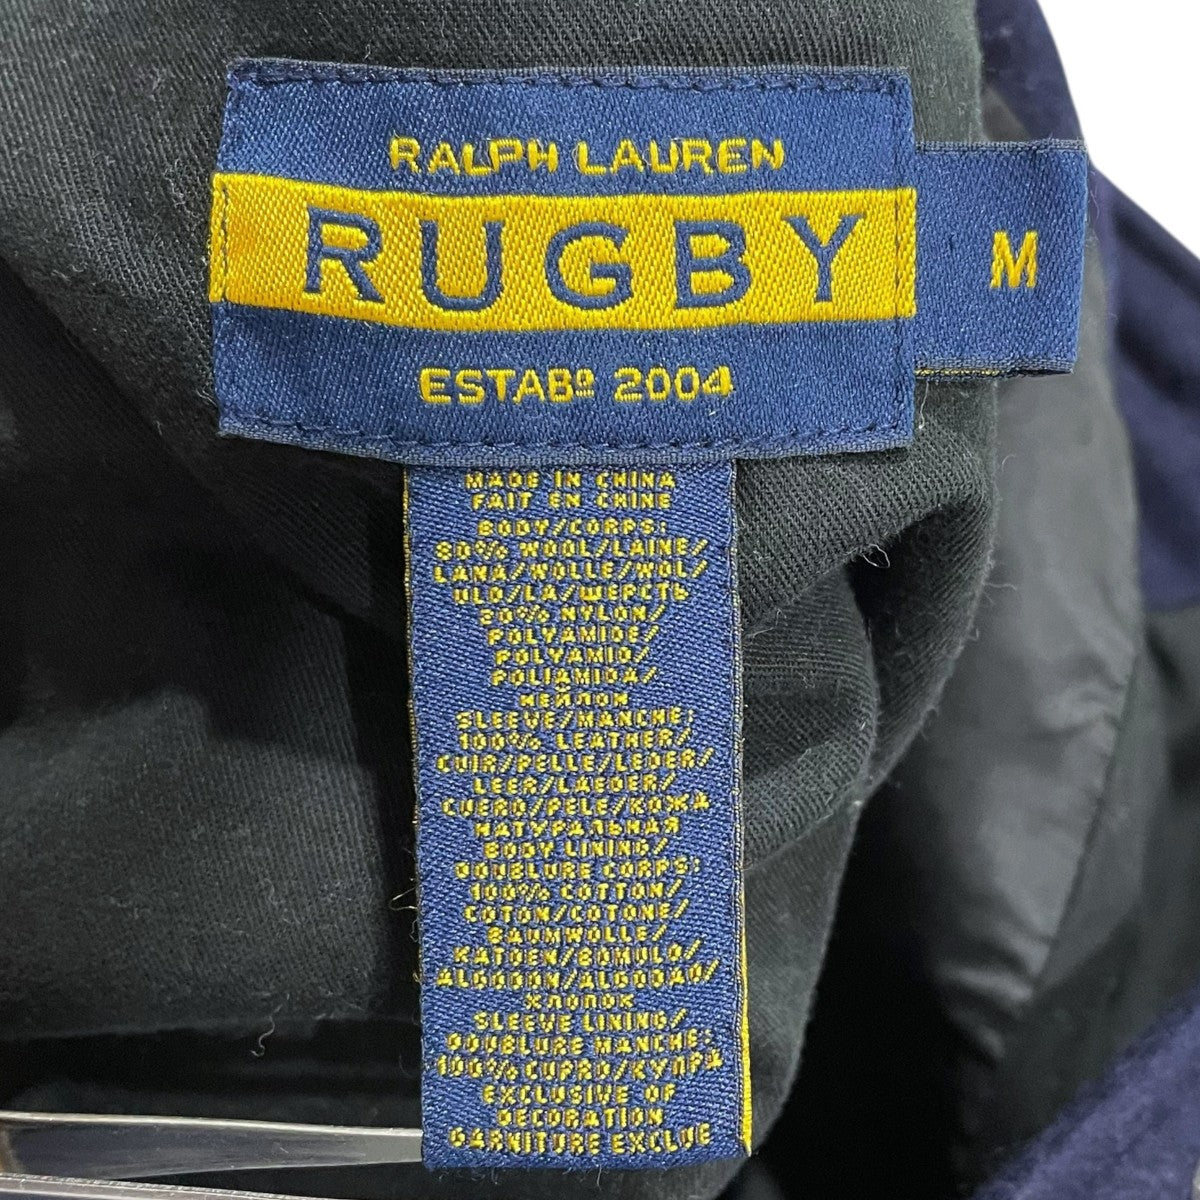 RALPH LAUREN
RUGBY
M
ESTABº 2004
MADE IN CHINA
FAIT EN CHINE
BODY/CORPS:
80% WOOL/LAINE/
LANA/WOLLE/WOL/
ULD/LA/ШЕРСТЬ
20% NYLON/
POLYAMIDE/
POLYAMID/
POLIAMIDA/
НЕЙЛОН
SLEEVE/MANCHE:
100% LEATHER/
CUIR/PELLE/LEDER/
LEER/LAEDER/
CUERO/PELE/КОЖА
НАТУРАЛЬНАЯ
BODY LINING/
DOUBLURE CORPS:
100% COTTON/
COTON/COTONE/
BAUMWOLLE/
KATOEN/BOMULD/
ALGODON/ALGODAO/
ХЛОПОК
SLEEVE LINING/
DOUBLURE MANCHE:
100% CUPRO/КУПРА
EXCLUSIVE OF
DECORATION
GARNITURE EXCLUE